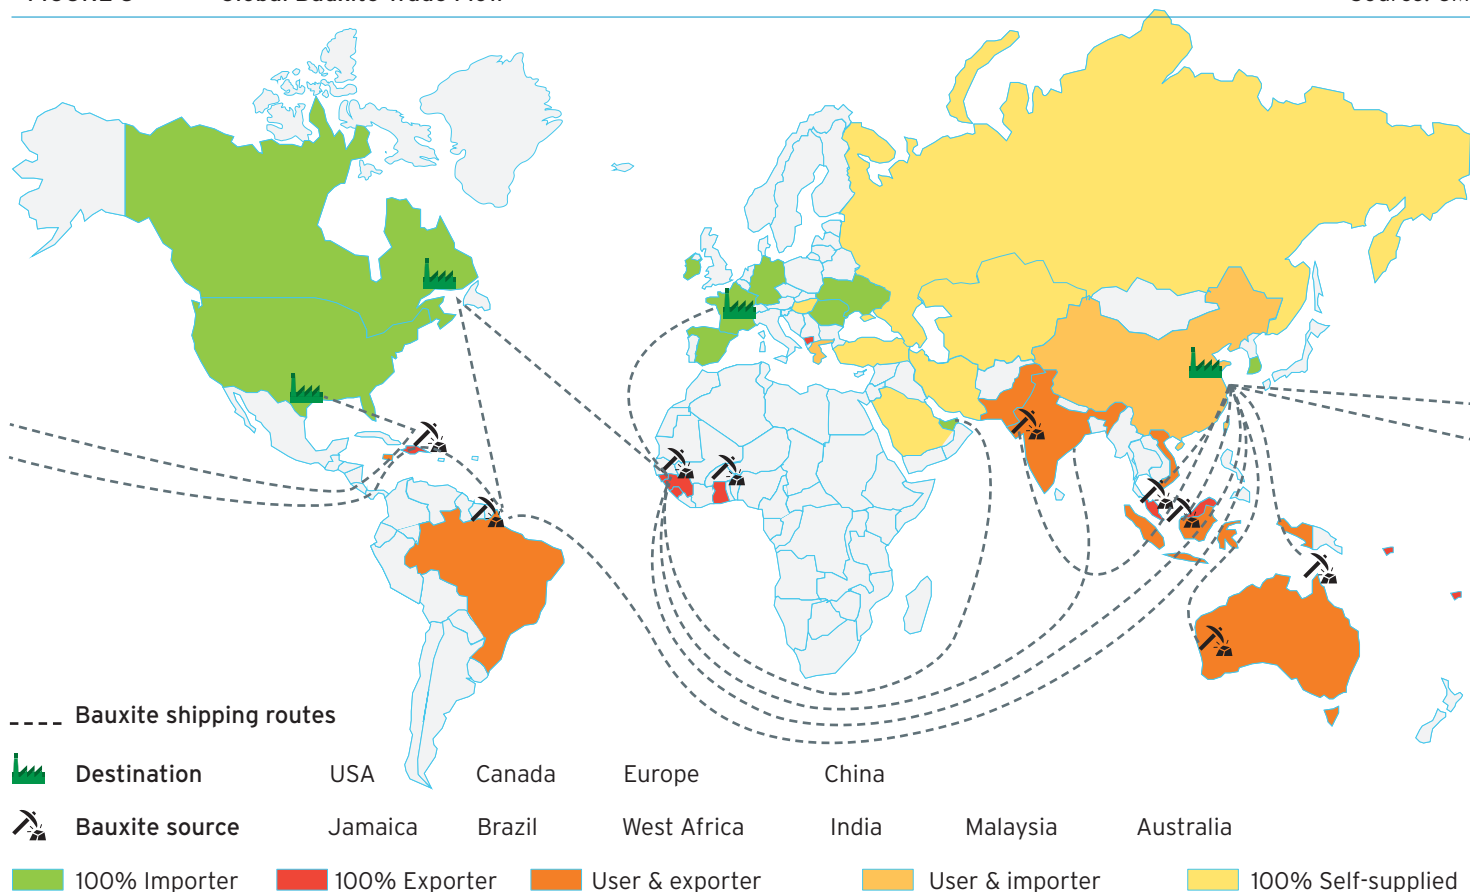 Bauxite shipping routes
Destination USA Canada Europe China
Bauxite source Jamaica Brazil West Africa India Malaysia Australia
100% Importer 100% Exporter User & exporter User & importer 100% Self-supplied